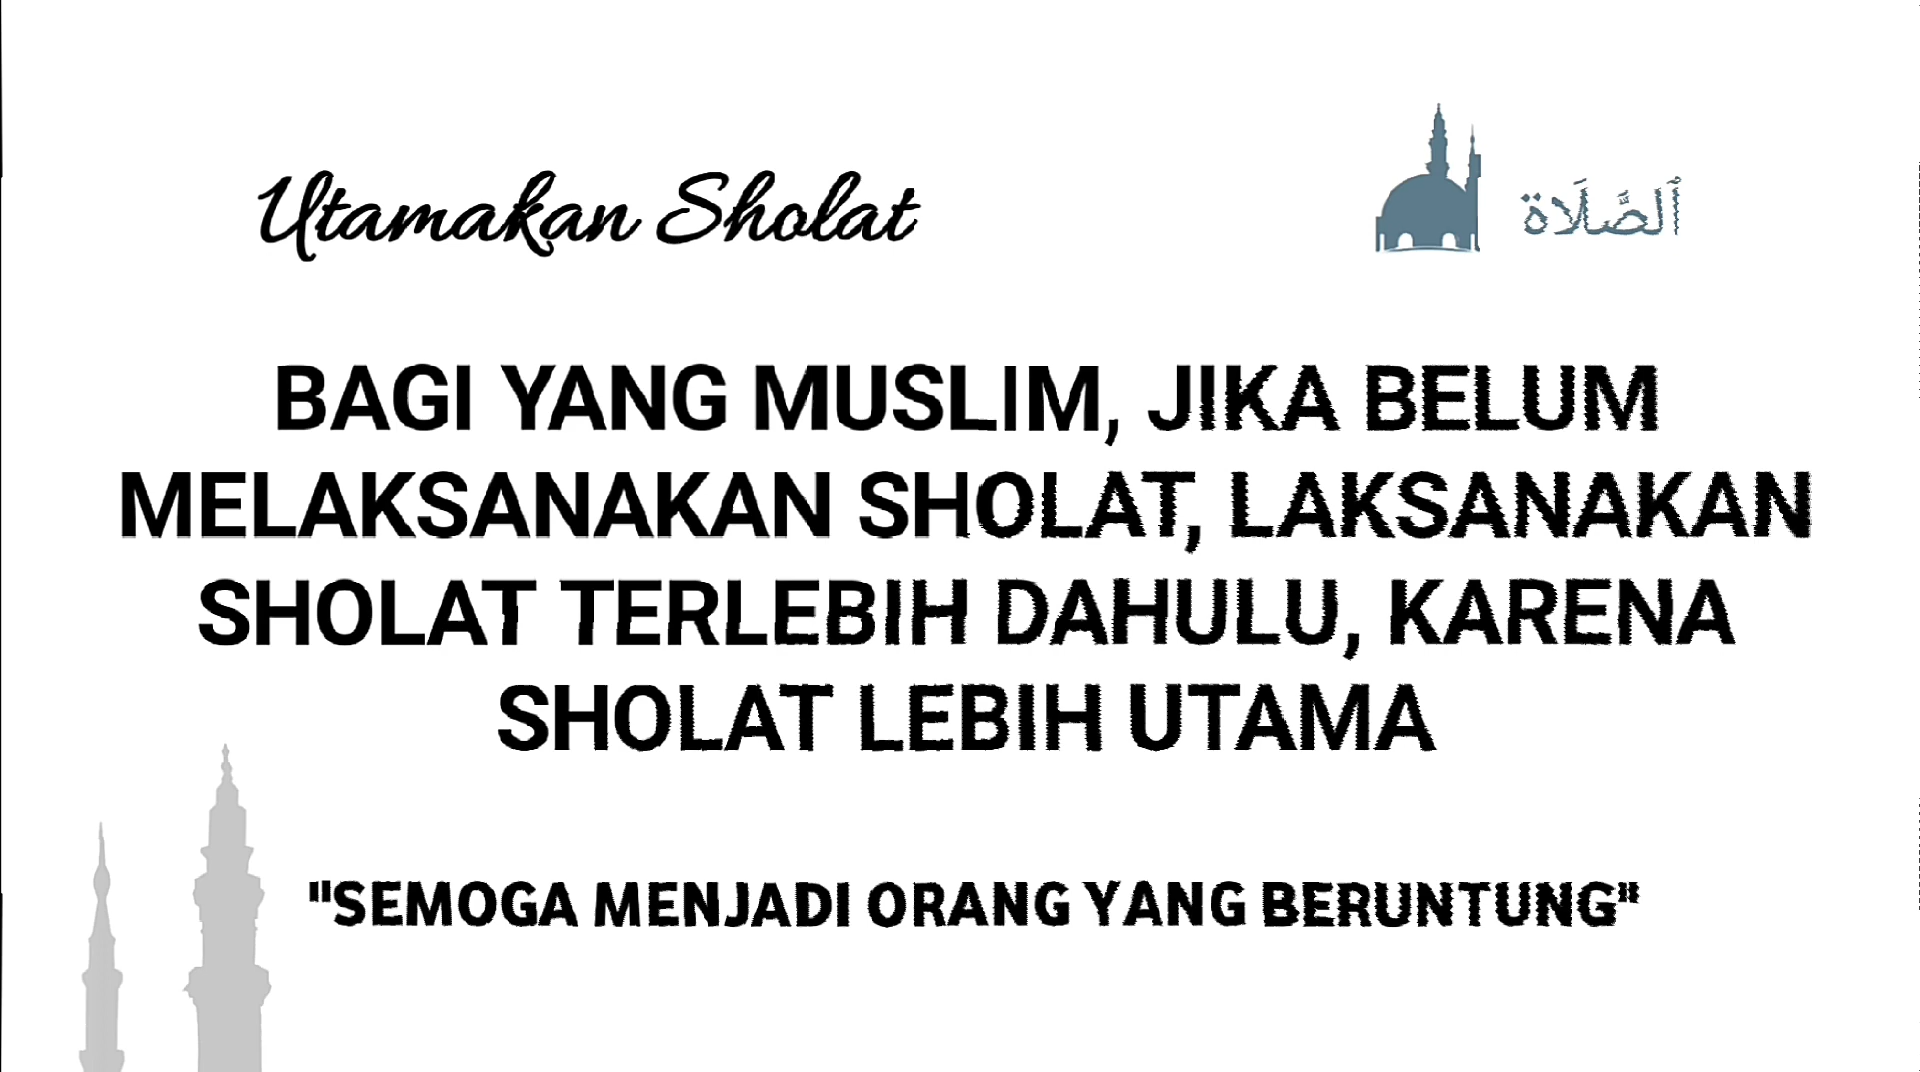 Utamakan Sholat
ٱلصَّلَاة
BAGI YANG MUSLIM, JIKA BELUM
MELAKSANAKAN SHOLAT, LAKSANAKAN
SHOLAT TERLEBIH DAHULU, KARENA
SHOLAT LEBIH UTAMA
"SEMOGA MENJADI ORANG YANG BERUNTUNG"